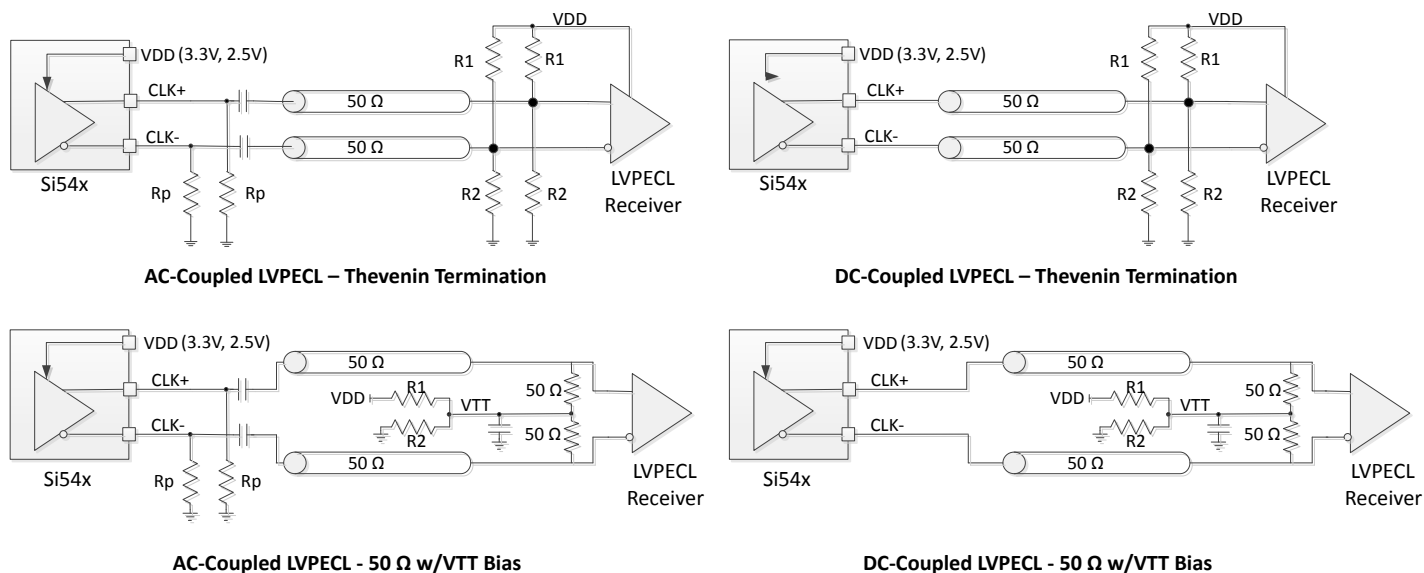 VDD
VDD (3.3V, 2.5V)
R1
R1
CLK+
50 Ω
CLK-
50 Ω
Si54x
Rp
Rp
R2
R2
LVPECL
Receiver
AC-Coupled LVPECL – Thevenin Termination
VDD
VDD (3.3V, 2.5V)
R1
R1
CLK+
50 Ω
CLK-
50 Ω
Si54x
R2
R2
LVPECL
Receiver
DC-Coupled LVPECL – Thevenin Termination
VDD (3.3V, 2.5V)
50 Ω
CLK+
R1
50 Ω
VDD
VTT
CLK-
R2
50 Ω
50 Ω
Si54x
Rp
Rp
LVPECL
Receiver
AC-Coupled LVPECL - 50 Ω w/VTT Bias
VDD (3.3V, 2.5V)
50 Ω
CLK+
R1
50 Ω
VDD
VTT
CLK-
R2
50 Ω
50 Ω
Si54x
LVPECL
Receiver
DC-Coupled LVPECL - 50 Ω w/VTT Bias